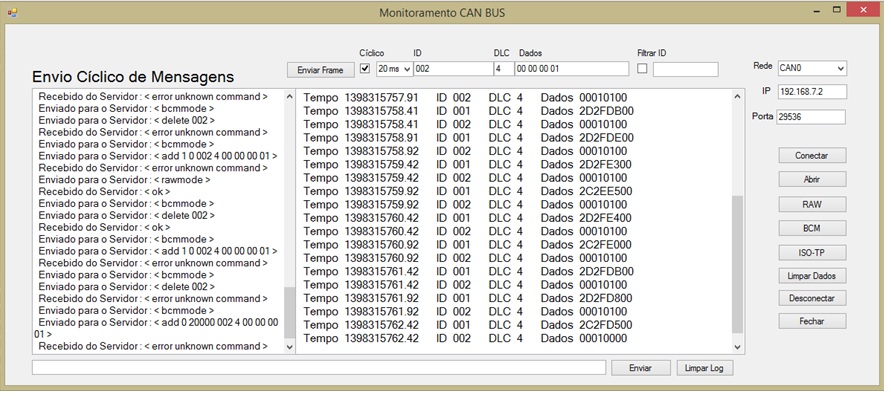 Monitoramento CAN BUS
Cíclico ID DLC Dados Filtrar ID
Enviar Frame 20 ms 002 4 00 00 00 01
Rede CAN0
IP 192.168.7.2
Porta 29536
Envio Cíclico de Mensagens
Recebido do Servidor : < error unknown command >
Enviado para o Servidor : < bcmmode >
Enviado para o Servidor : < delete 002 >
Recebido do Servidor : < error unknown command >
Enviado para o Servidor : < bcmmode >
Enviado para o Servidor : < add 1 0 002 4 00 00 00 01 >
Recebido do Servidor : < error unknown command >
Enviado para o Servidor : < rawmode >
Recebido do Servidor : < ok >
Enviado para o Servidor : < bcmmode >
Enviado para o Servidor : < delete 002 >
Recebido do Servidor : < ok >
Enviado para o Servidor : < bcmmode >
Enviado para o Servidor : < add 1 0 002 4 00 00 00 01 >
Recebido do Servidor : < error unknown command >
Enviado para o Servidor : < bcmmode >
Enviado para o Servidor : < delete 002 >
Recebido do Servidor : < error unknown command >
Enviado para o Servidor : < bcmmode >
Enviado para o Servidor : < add 0 20000 002 4 00 00 00
01 >
Recebido do Servidor : < error unknown command >
Tempo 1398315757.91 ID 002 DLC 4 Dados 00010100
Tempo 1398315758.41 ID 001 DLC 4 Dados 2D2FDB00
Tempo 1398315758.41 ID 002 DLC 4 Dados 00010100
Tempo 1398315758.91 ID 001 DLC 4 Dados 2D2FDE00
Tempo 1398315758.92 ID 002 DLC 4 Dados 00010100
Tempo 1398315759.42 ID 001 DLC 4 Dados 2D2FE300
Tempo 1398315759.42 ID 002 DLC 4 Dados 00010100
Tempo 1398315759.92 ID 001 DLC 4 Dados 2C2EE500
Tempo 1398315759.92 ID 002 DLC 4 Dados 00010100
Tempo 1398315760.42 ID 001 DLC 4 Dados 2D2FE400
Tempo 1398315760.42 ID 002 DLC 4 Dados 00010100
Tempo 1398315760.92 ID 001 DLC 4 Dados 2C2FE000
Tempo 1398315760.92 ID 002 DLC 4 Dados 00010100
Tempo 1398315761.42 ID 001 DLC 4 Dados 2D2FDB00
Tempo 1398315761.42 ID 002 DLC 4 Dados 00010100
Tempo 1398315761.92 ID 001 DLC 4 Dados 2D2FD800
Tempo 1398315761.92 ID 002 DLC 4 Dados 00010100
Tempo 1398315762.42 ID 001 DLC 4 Dados 2C2FD500
Tempo 1398315762.42 ID 002 DLC 4 Dados 00010000
Conectar
Abrir
RAW
BCM
ISO-TP
Limpar Dados
Desconectar
Fechar
Enviar Limpar Log